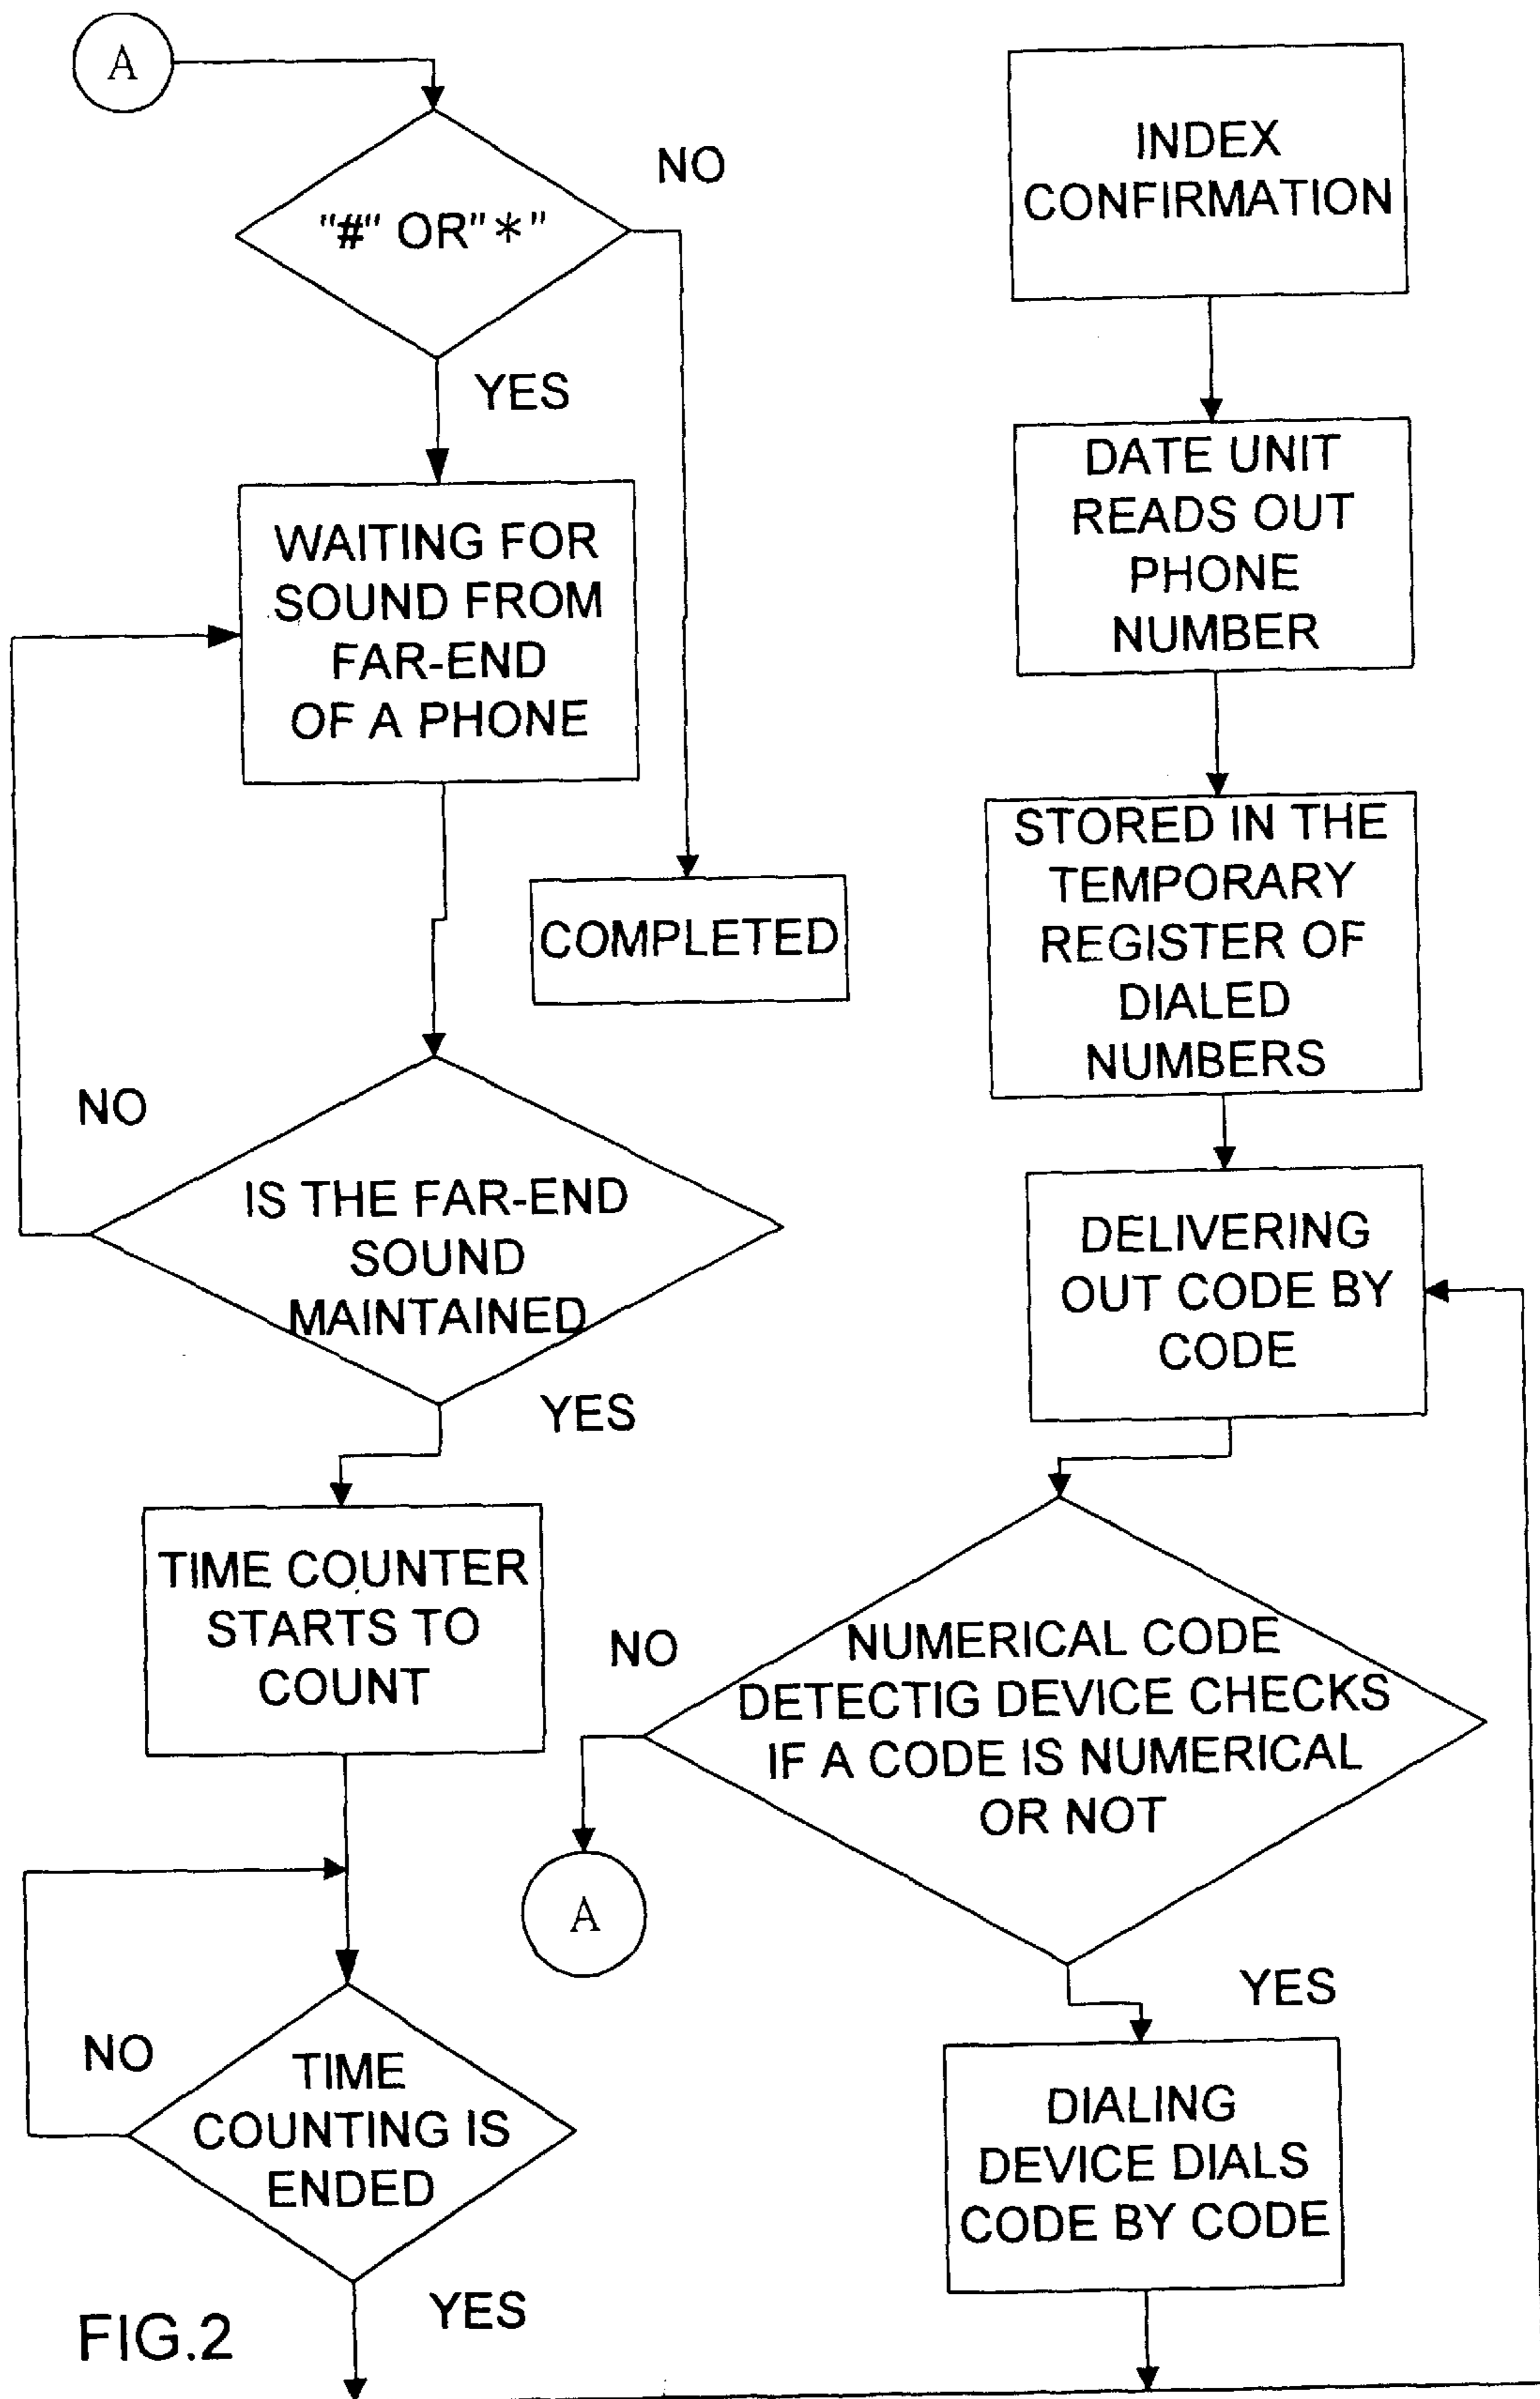 A
"#" OR" * "
NO
YES
WAITING FOR
SOUND FROM
FAR-END
OF A PHONE
COMPLETED
NO
IS THE FAR-END
SOUND
MAINTAINED
YES
TIME COUNTER
STARTS TO
COUNT
NO
TIME
COUNTING IS
ENDED
YES
FIG.2
INDEX
CONFIRMATION
DATE UNIT
READS OUT
PHONE
NUMBER
STORED IN THE
TEMPORARY
REGISTER OF
DIALED
NUMBERS
DELIVERING
OUT CODE BY
CODE
NO
NUMERICAL CODE
DETECTIG DEVICE CHECKS
IF A CODE IS NUMERICAL
OR NOT
A
YES
DIALING
DEVICE DIALS
CODE BY CODE